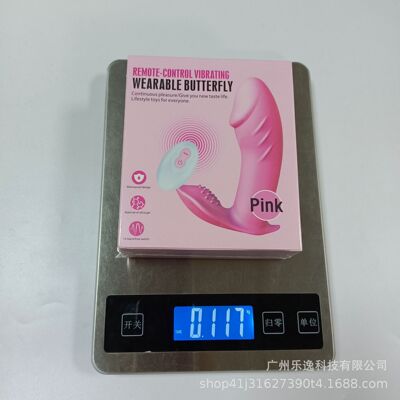 REMOTE-CONTROL VIBRATING
WEARABLE BUTTERFLY
Continuous pleasure/Give you new taste life.
Lifestyle toys for everyone.
Pink
0.117
开关
归零
单位
广州乐逸科技有限公司
shop41j31627390t4.1688.com